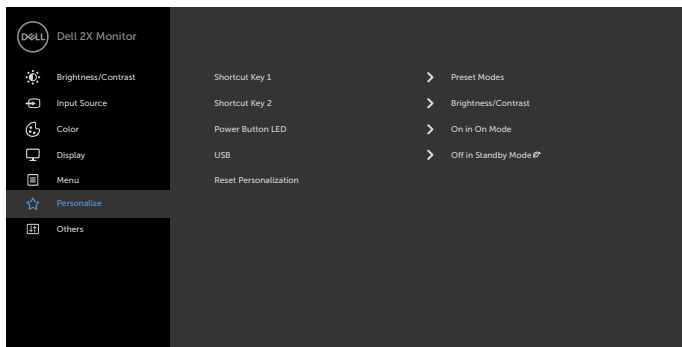 DELL Dell 2X Monitor
Brightness/Contrast Shortcut Key 1 Preset Modes
Input Source Shortcut Key 2 Brightness/Contrast
Color Power Button LED On in On Mode
Display USB Off in Standby Mode
Menu Reset Personalization
Personalize
Others